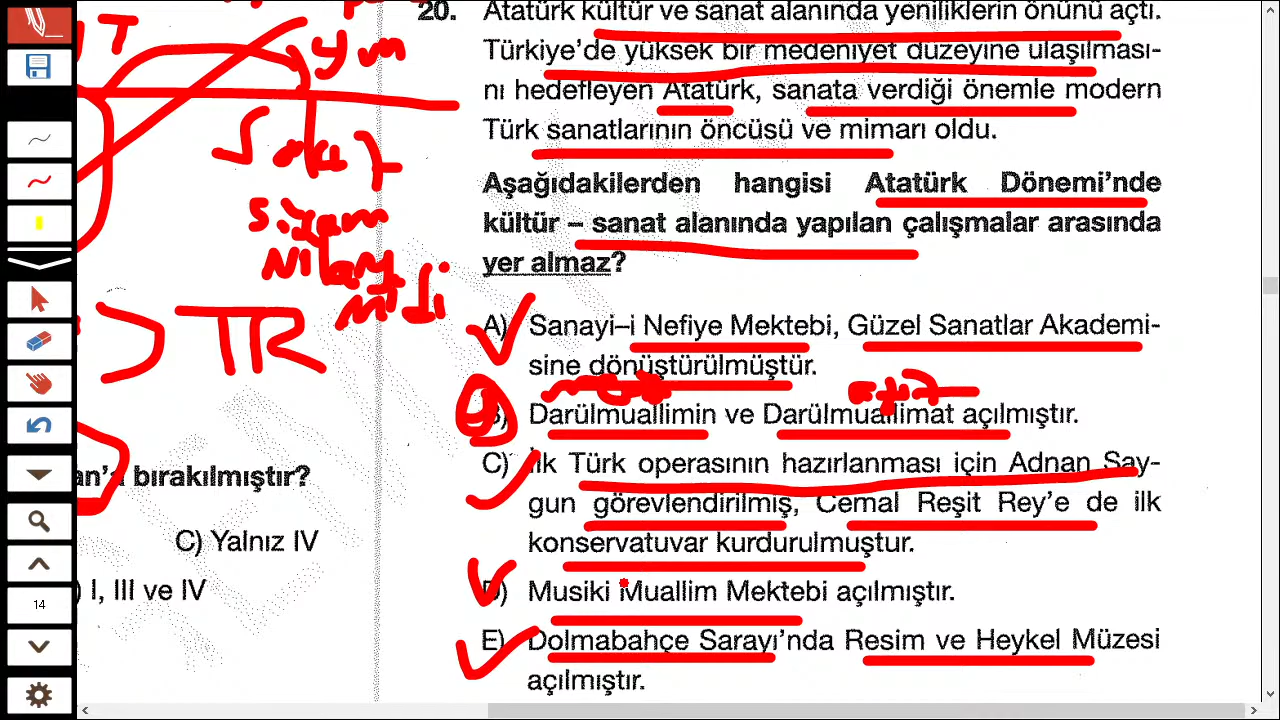 20. Atatürk kültür ve sanat alanında yeniliklerin önünü açtı.
Türkiye'de yüksek bir medeniyet düzeyine ulaşılması-
nı hedefleyen Atatürk, sanata verdiği önemle modern
Türk sanatlarının öncüsü ve mimarı oldu.
Aşağıdakilerden hangisi Atatürk Dönemi'nde
kültür – sanat alanında yapılan çalışmalar arasında
yer almaz?
A) Sanayi–i Nefiye Mektebi, Güzel Sanatlar Akademi-
sine dönüştürülmüştür.
B) Darülmuallimin ve Darülmuallimat açılmıştır.
C) İlk Türk operasının hazırlanması için Adnan Say-
gun görevlendirilmiş, Cemal Reşit Rey'e de ilk
konservatuvar kurdurulmuştur.
D) Musiki Muallim Mektebi açılmıştır.
E) Dolmabahçe Sarayı'nda Resim ve Heykel Müzesi
açılmıştır.
TR
an'a bırakılmıştır?
C) Yalnız IV
) I, III ve IV
14